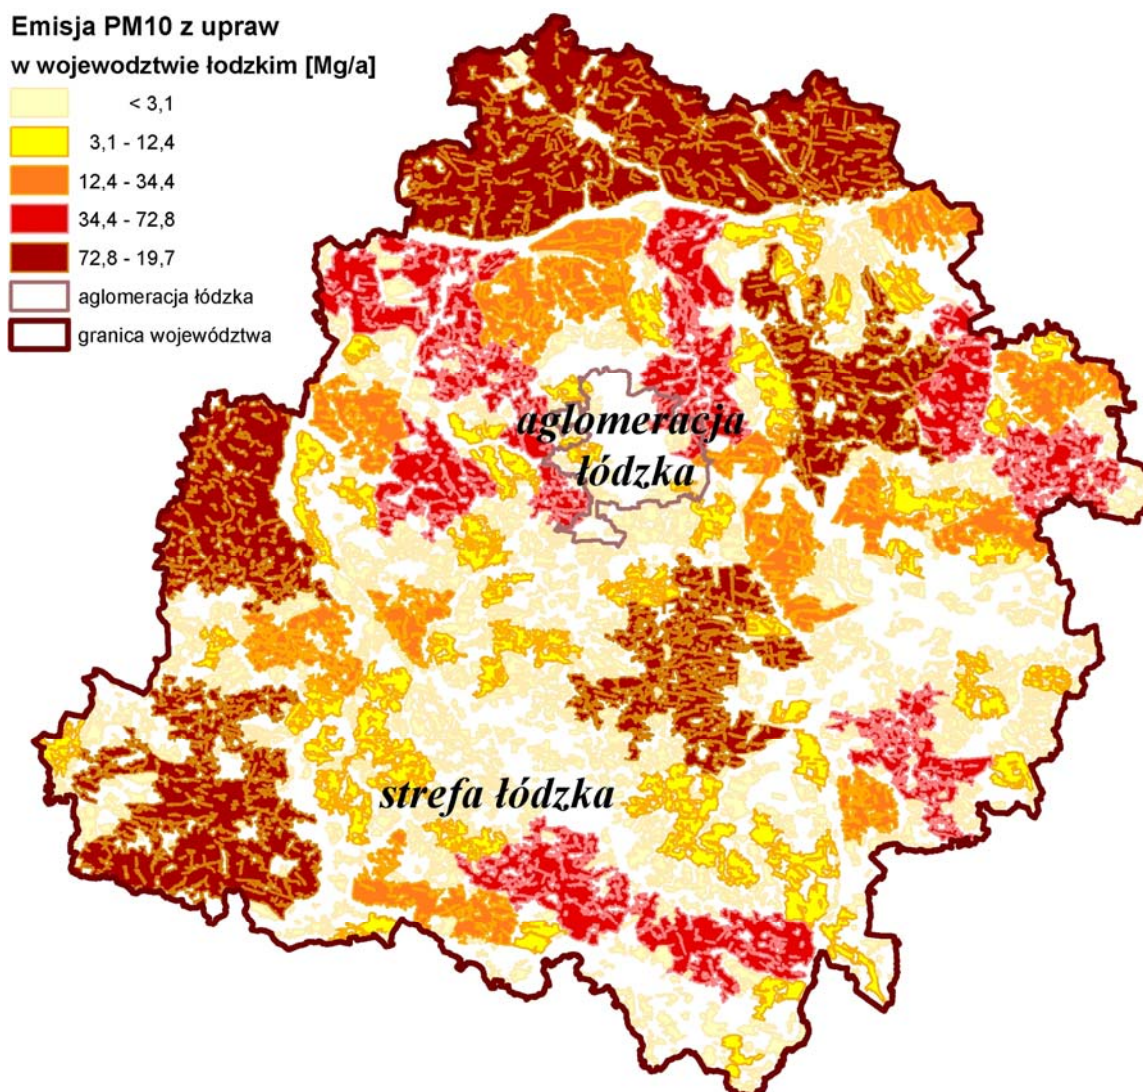 Emisja PM10 z upraw
w wojewodztwie łodzkim [Mg/a]
< 3,1
3,1 - 12,4
12,4 - 34,4
34,4 - 72,8
72,8 - 19,7
aglomeracja łódzka
granica województwa
aglomeracja
łódzka
strefa łódzka